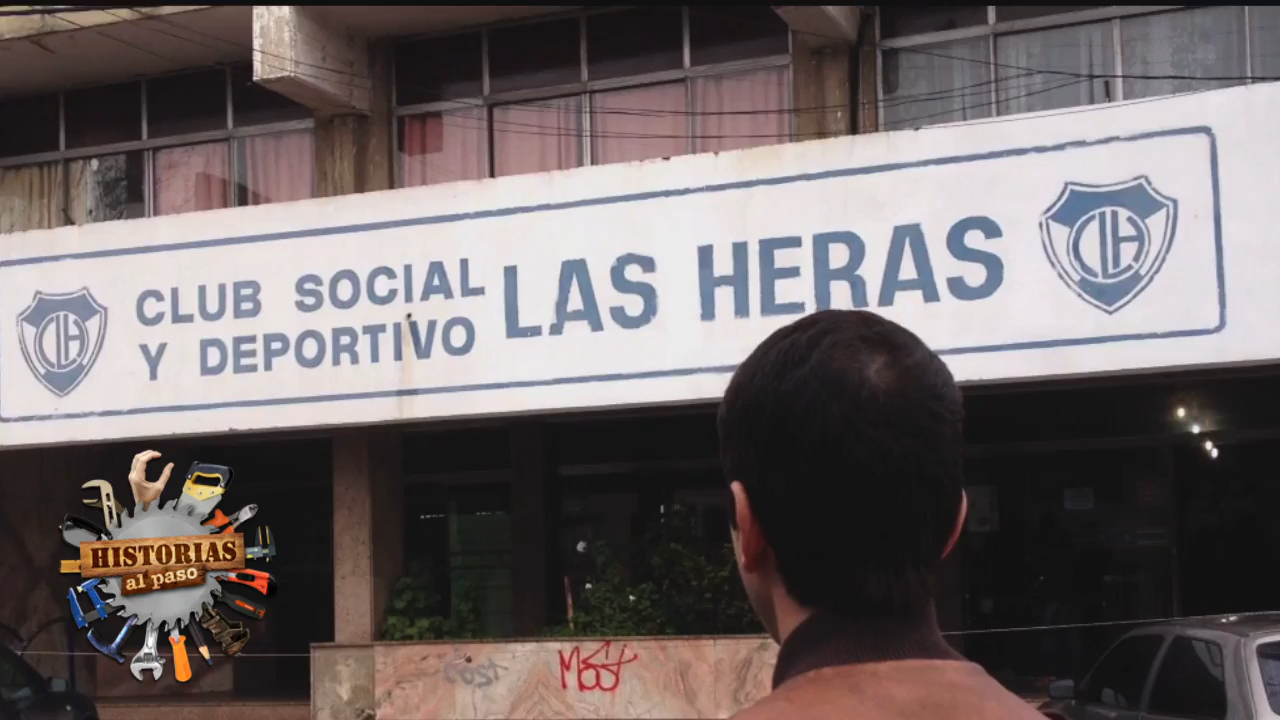 CLUB SOCIAL
Y DEPORTIVO
LAS HERAS
CLH
CLH
HISTORIAS
al paso